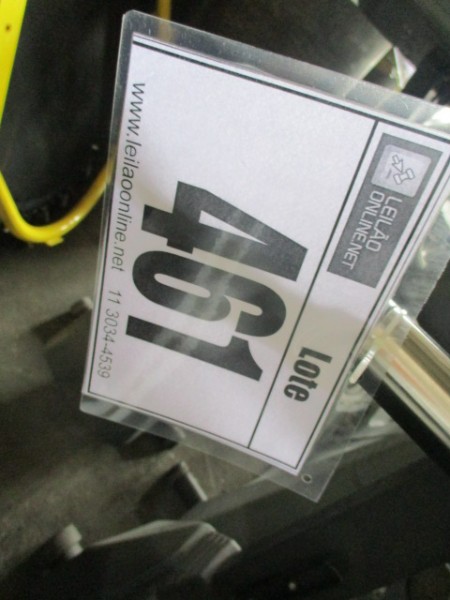 LEILÃO
ONLINE.NET
Lote
461
www.leilaoonline.net 11 3034-4539